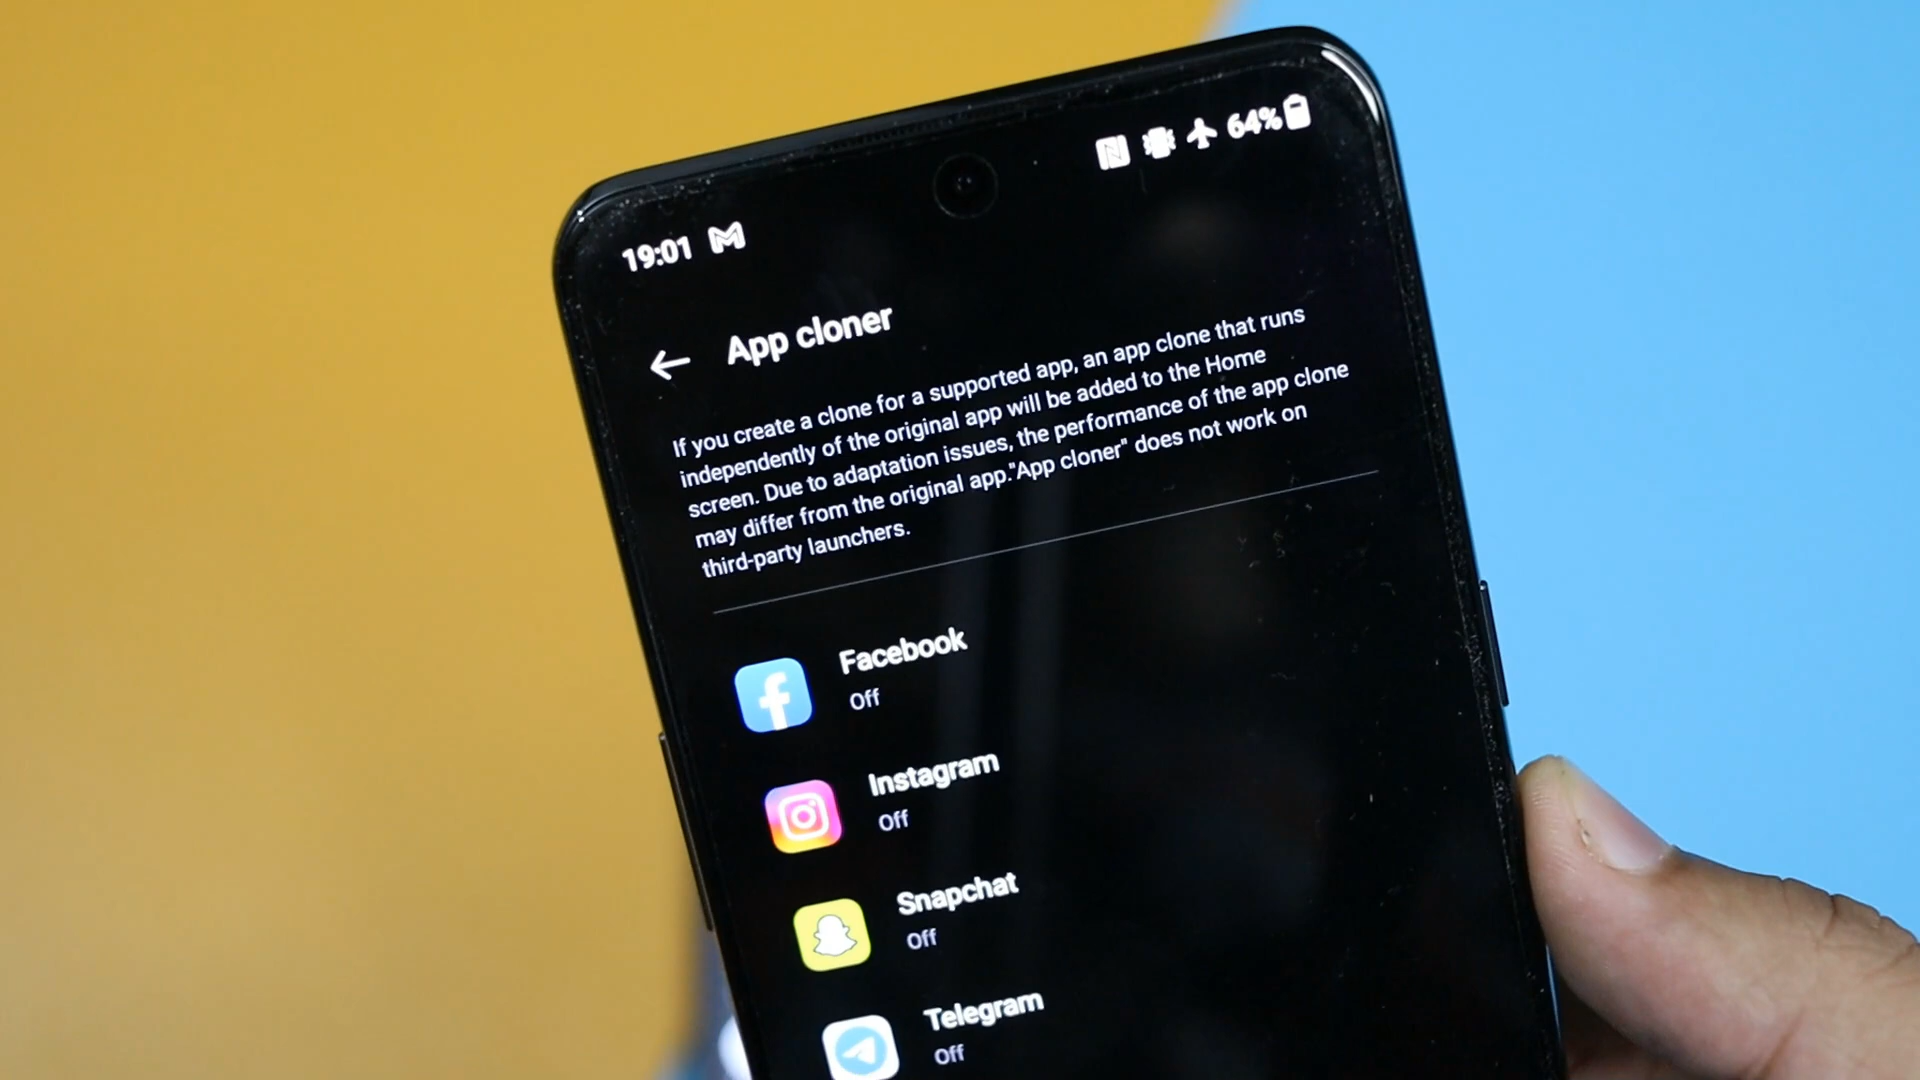 19:01 64%
App cloner
If you create a clone for a supported app, an app clone that runs
independently of the original app will be added to the Home
screen. Due to adaptation issues, the performance of the app clone
may differ from the original app."App cloner" does not work on
third-party launchers.
Facebook
Off
Instagram
Off
Snapchat
Off
Telegram
Off